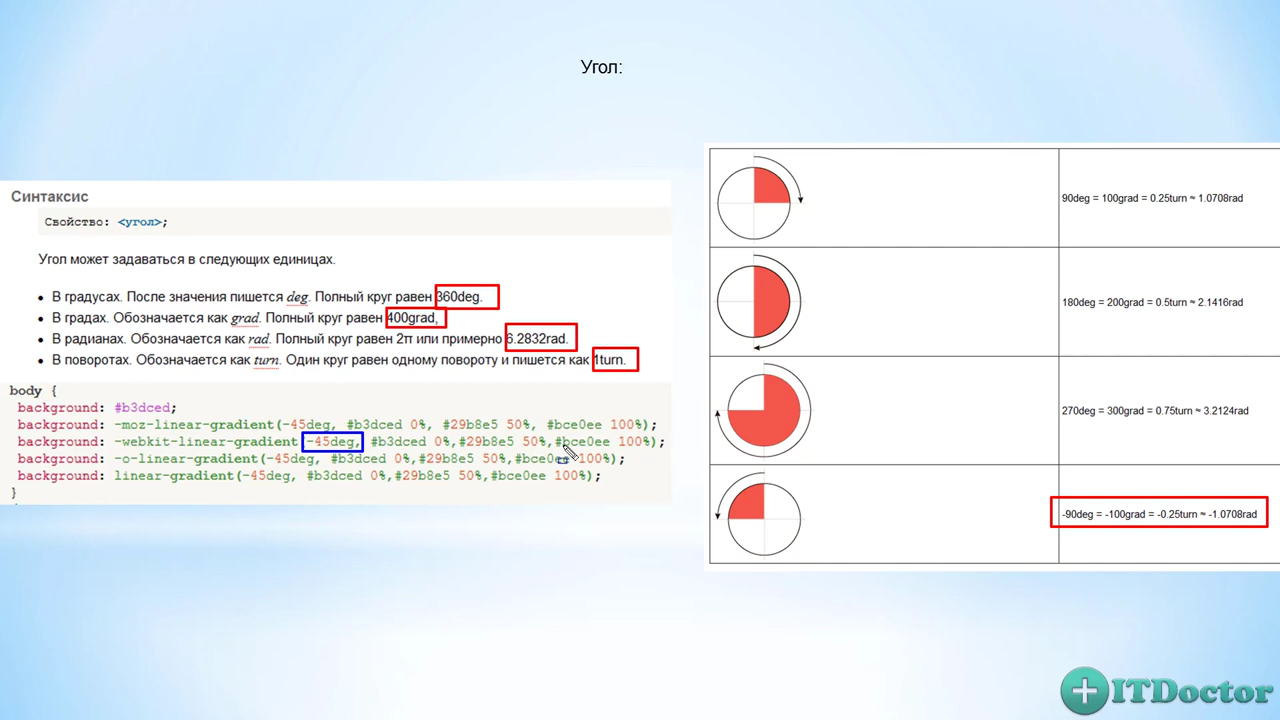 Угол:
Синтаксис
Свойство: <угол>;
Угол может задаваться в следующих единицах.
• В градусах. После значения пишется deg. Полный круг равен 360deg.
• В градах. Обозначается как grad. Полный круг равен 400grad,
• В радианах. Обозначается как rad. Полный круг равен 2π или примерно 6.2832rad.
• В поворотах. Обозначается как turn. Один круг равен одному повороту и пишется как 1turn.
body {
background: #b3dced;
background: -moz-linear-gradient(-45deg, #b3dced 0%, #29b8e5 50%, #bce0ee 100%);
background: -webkit-linear-gradient(-45deg, #b3dced 0%,#29b8e5 50%,#bce0ee 100%);
background: -o-linear-gradient(-45deg, #b3dced 0%,#29b8e5 50%,#bce0ee 100%);
background: linear-gradient(-45deg, #b3dced 0%,#29b8e5 50%,#bce0ee 100%);
}
90deg = 100grad = 0.25turn ≈ 1.0708rad
180deg = 200grad = 0.5turn ≈ 2.1416rad
270deg = 300grad = 0.75turn ≈ 3.2124rad
-90deg = -100grad = -0.25turn ≈ -1.0708rad
ITDoctor